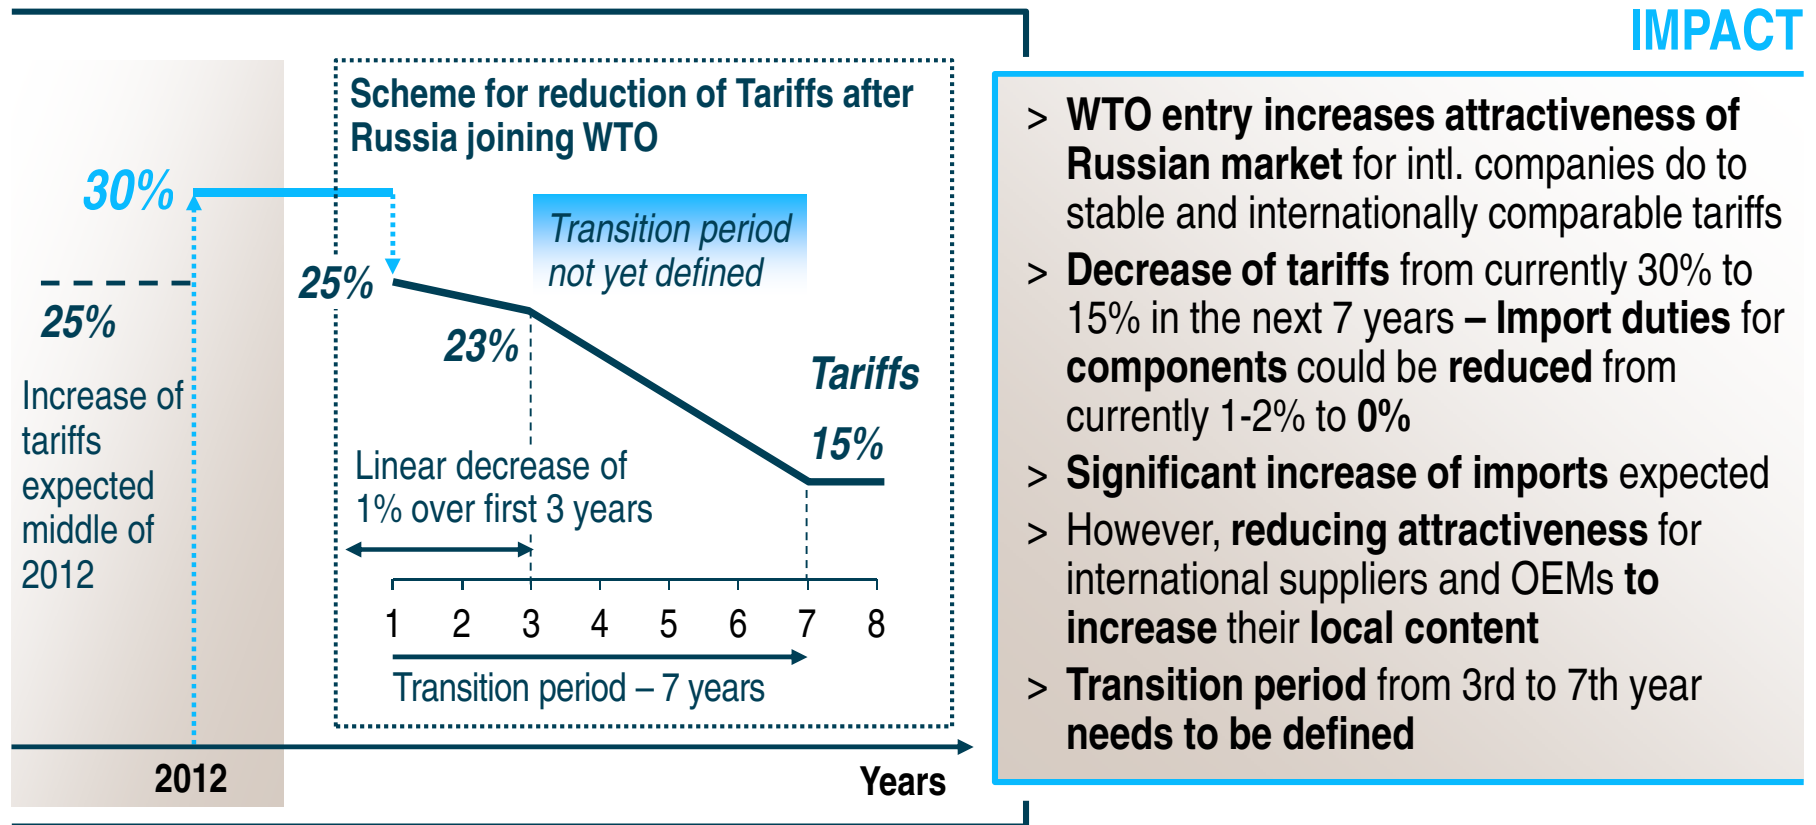 IMPACT
Scheme for reduction of Tariffs after
Russia joining WTO
30%
Transition period
not yet defined
25%
25%
23%
Tariffs
15%
Increase of
tariffs
expected
middle of
2012
Linear decrease of
1% over first 3 years
1 2 3 4 5 6 7 8
Transition period – 7 years
2012
Years
> WTO entry increases attractiveness of
Russian market for intl. companies do to
stable and internationally comparable tariffs
> Decrease of tariffs from currently 30% to
15% in the next 7 years – Import duties for
components could be reduced from
currently 1-2% to 0%
> Significant increase of imports expected
> However, reducing attractiveness for
international suppliers and OEMs to
increase their local content
> Transition period from 3rd to 7th year
needs to be defined